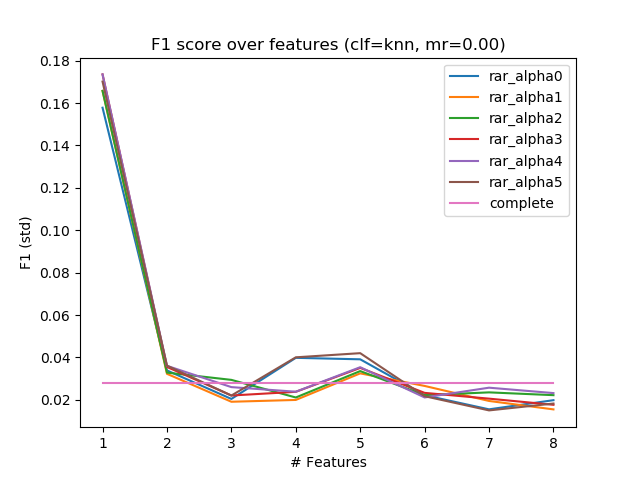 F1 score over features (clf=knn, mr=0.00)
0.18
0.16
0.14
0.12
0.10
0.08
0.06
0.04
0.02
F1 (std)
rar_alpha0
rar_alpha1
rar_alpha2
rar_alpha3
rar_alpha4
rar_alpha5
complete
1 2 3 4 5 6 7 8
# Features